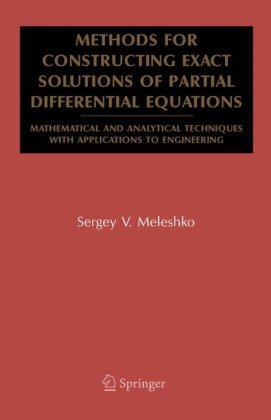 METHODS FOR
CONSTRUCTING EXACT
SOLUTIONS OF PARTIAL
DIFFERENTIAL EQUATIONS
MATHEMATICAL AND ANALYTICAL TECHNIQUES
WITH APPLICATIONS TO ENGINEERING
Sergey V. Meleshko
Springer